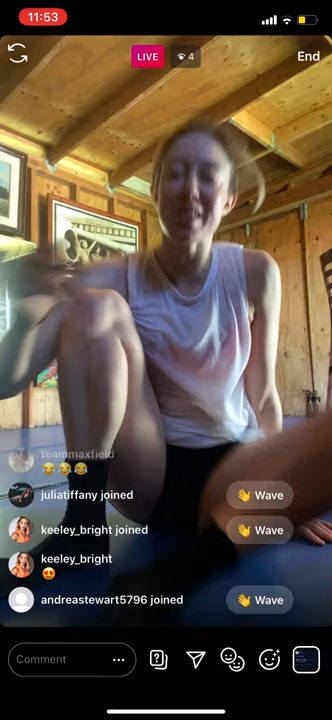 11:53
LIVE 4 End
teammaxfield
😂😂😂
juliatiffany joined
Wave
keeley_bright joined
Wave
keeley_bright
😍
andreastewart5796 joined
Wave
Comment